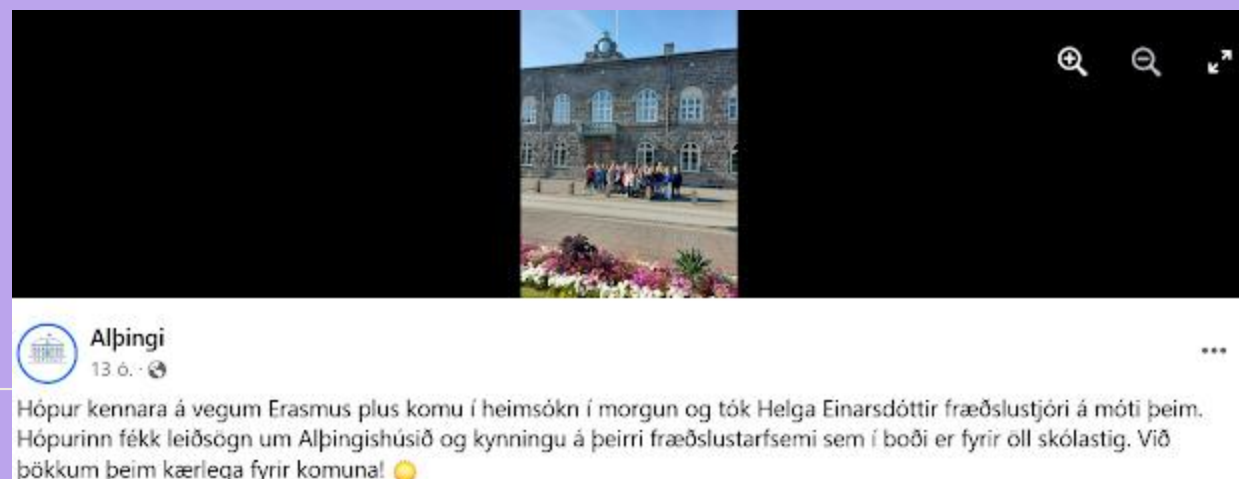 Alþingi
13 ó.
Hópur kennara á vegum Erasmus plus komu í heimsókn í morgun og tók Helga Einarsdóttir fræðslustjóri á móti þeim.
Hópurinn fékk leiðsögn um Alþingishúsið og kynningu á þeirri fræðslustarfsemi sem í boði er fyrir öll skólastig. Við
þökkum þeim kærlega fyrir komuna!